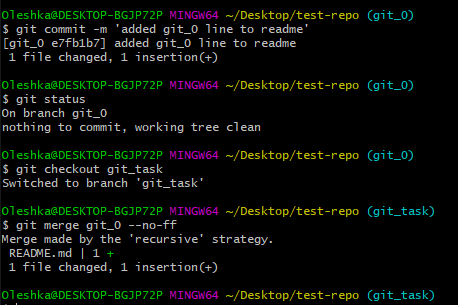 Oleshka@DESKTOP-BGJP72P MINGW64 ~/Desktop/test-repo (git_0)
$ git commit -m 'added git_0 line to readme'
[git_0 e7fb1b7] added git_0 line to readme
 1 file changed, 1 insertion(+)
Oleshka@DESKTOP-BGJP72P MINGW64 ~/Desktop/test-repo (git_0)
$ git status
On branch git_0
nothing to commit, working tree clean
Oleshka@DESKTOP-BGJP72P MINGW64 ~/Desktop/test-repo (git_0)
$ git checkout git_task
Switched to branch 'git_task'
Oleshka@DESKTOP-BGJP72P MINGW64 ~/Desktop/test-repo (git_task)
$ git merge git_0 --no-ff
Merge made by the 'recursive' strategy.
 README.md | 1 +
 1 file changed, 1 insertion(+)
Oleshka@DESKTOP-BGJP72P MINGW64 ~/Desktop/test-repo (git_task)